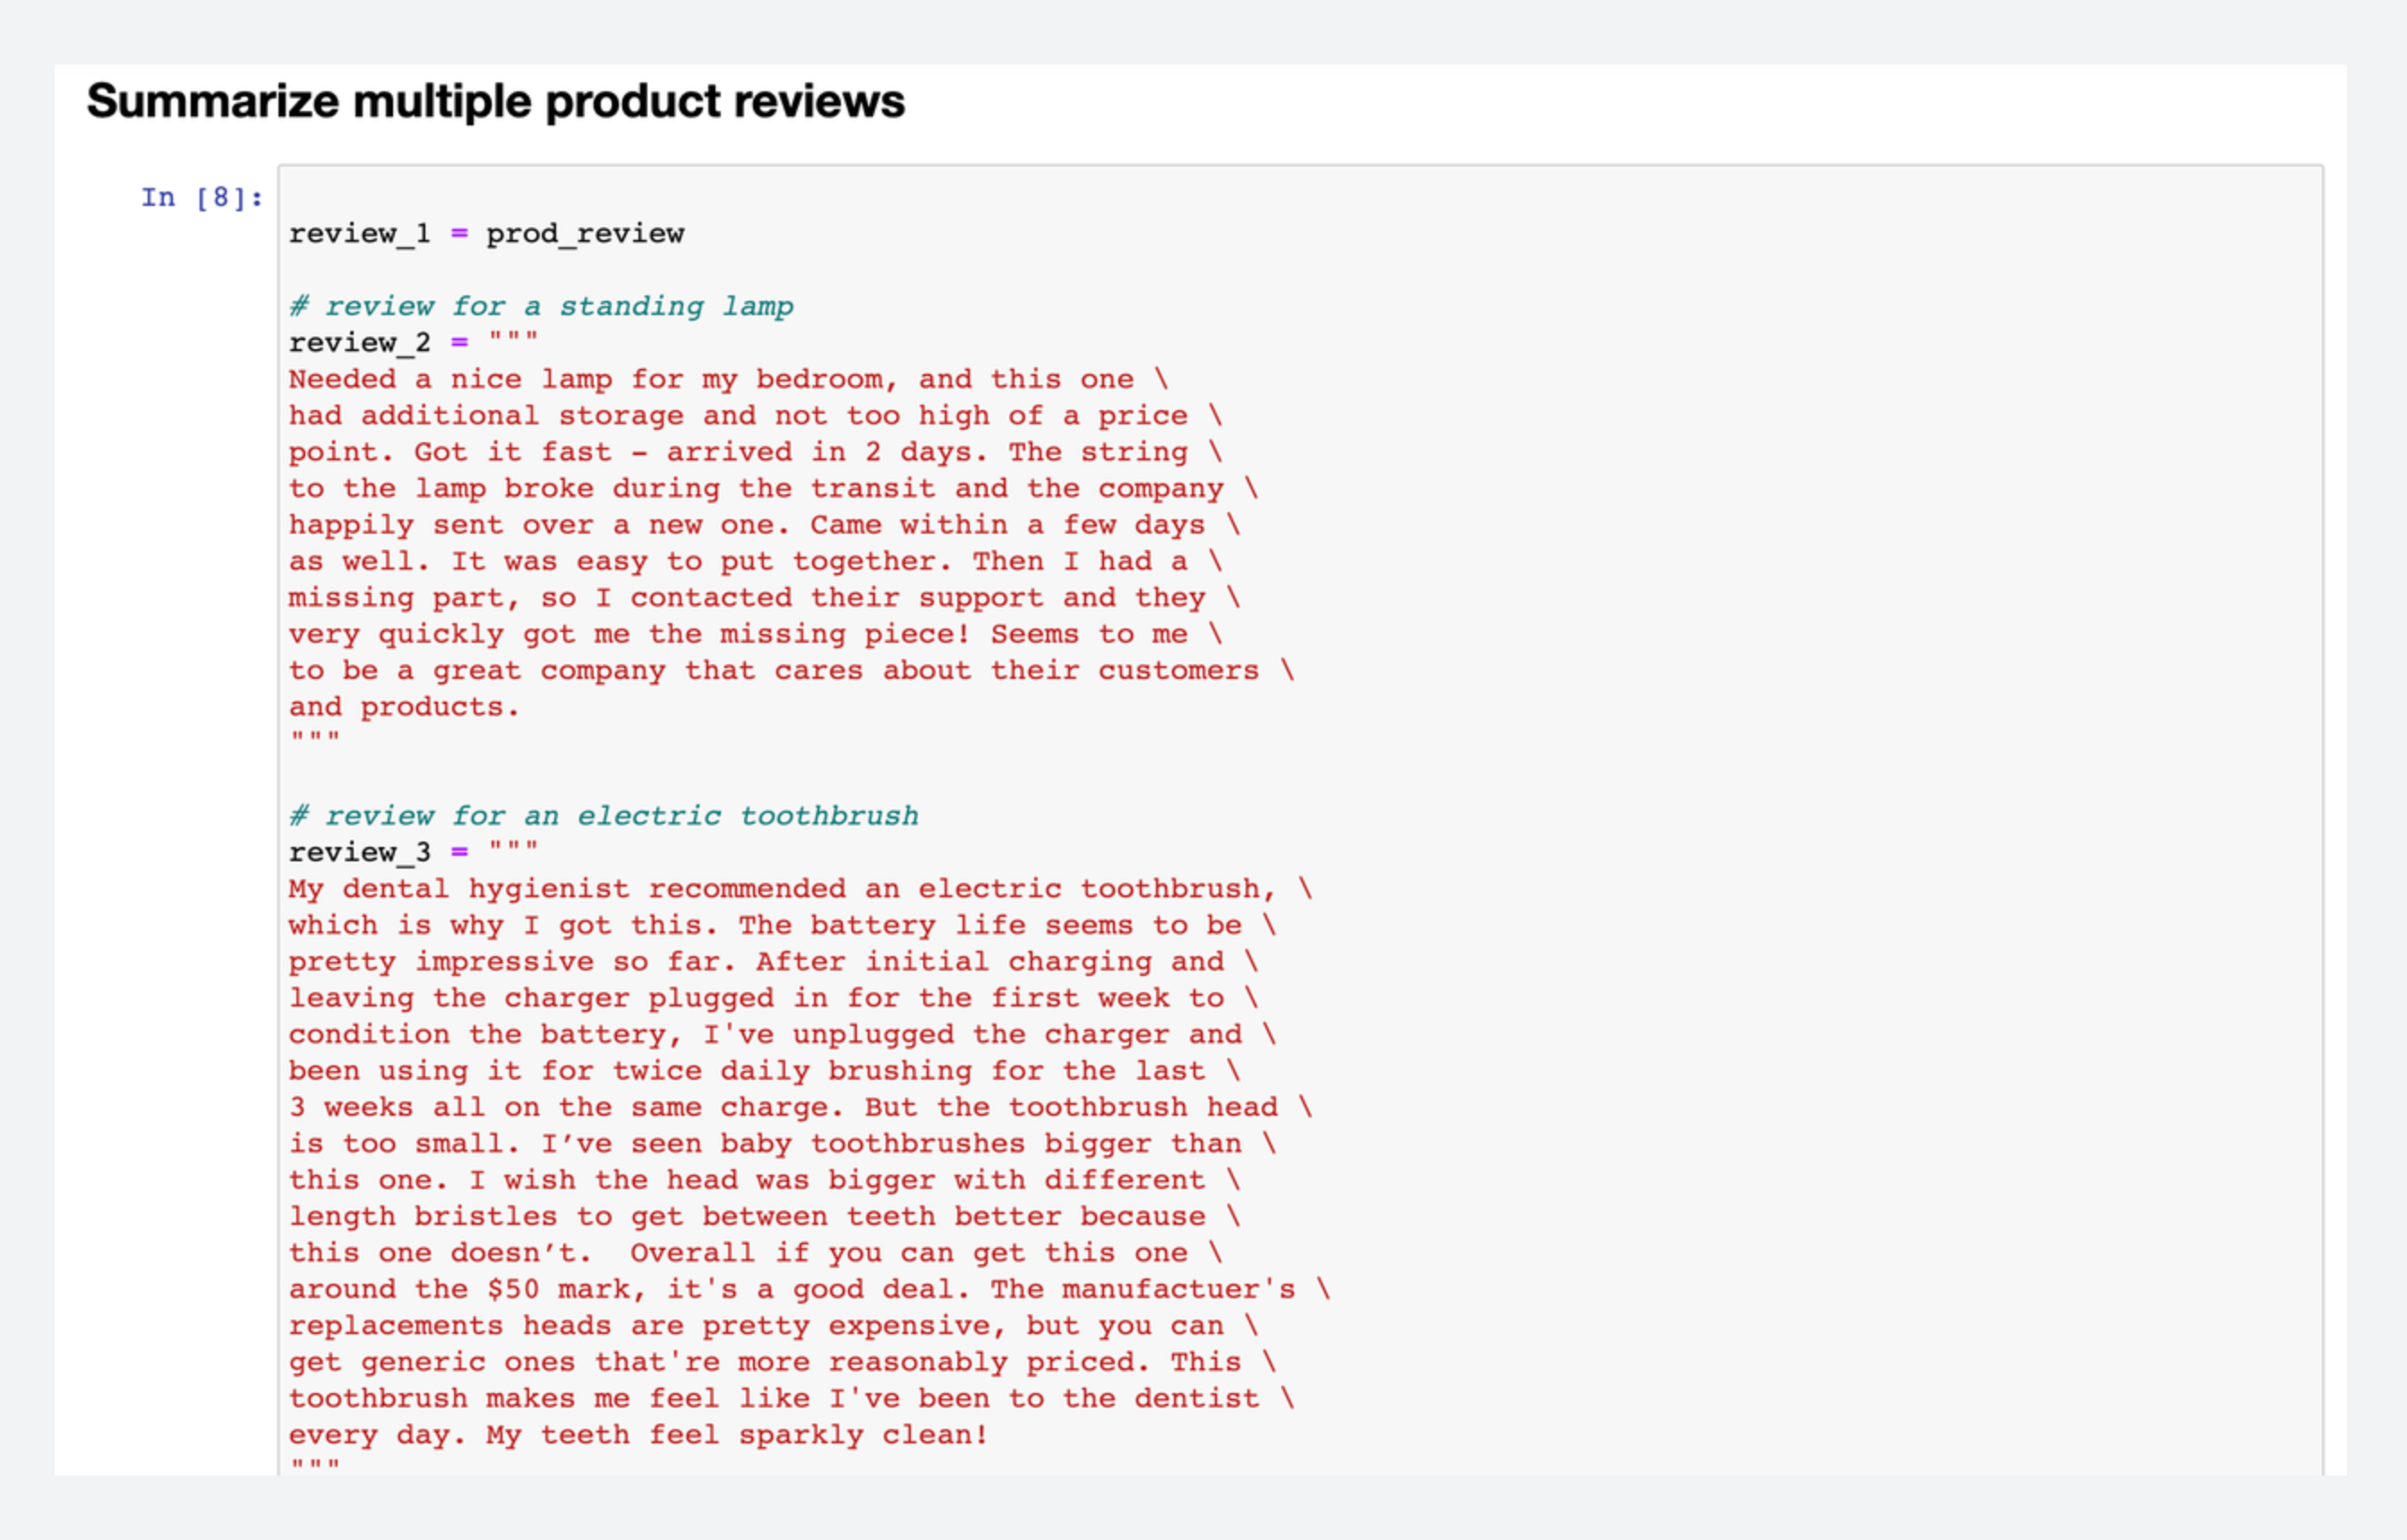 Summarize multiple product reviews
In [8]:
review_1 = prod_review
# review for a standing lamp
review_2 = """
Needed a nice lamp for my bedroom, and this one \
had additional storage and not too high of a price \
point. Got it fast - arrived in 2 days. The string \
to the lamp broke during the transit and the company \
happily sent over a new one. Came within a few days \
as well. It was easy to put together. Then I had a \
missing part, so I contacted their support and they \
very quickly got me the missing piece! Seems to me \
to be a great company that cares about their customers \
and products.
"""
# review for an electric toothbrush
review_3 = """
My dental hygienist recommended an electric toothbrush, \
which is why I got this. The battery life seems to be \
pretty impressive so far. After initial charging and \
leaving the charger plugged in for the first week to \
condition the battery, I've unplugged the charger and \
been using it for twice daily brushing for the last \
3 weeks all on the same charge. But the toothbrush head \
is too small. I’ve seen baby toothbrushes bigger than \
this one. I wish the head was bigger with different \
length bristles to get between teeth better because \
this one doesn’t.  Overall if you can get this one \
around the $50 mark, it's a good deal. The manufactuer's \
replacements heads are pretty expensive, but you can \
get generic ones that're more reasonably priced. This \
toothbrush makes me feel like I've been to the dentist \
every day. My teeth feel sparkly clean!
"""